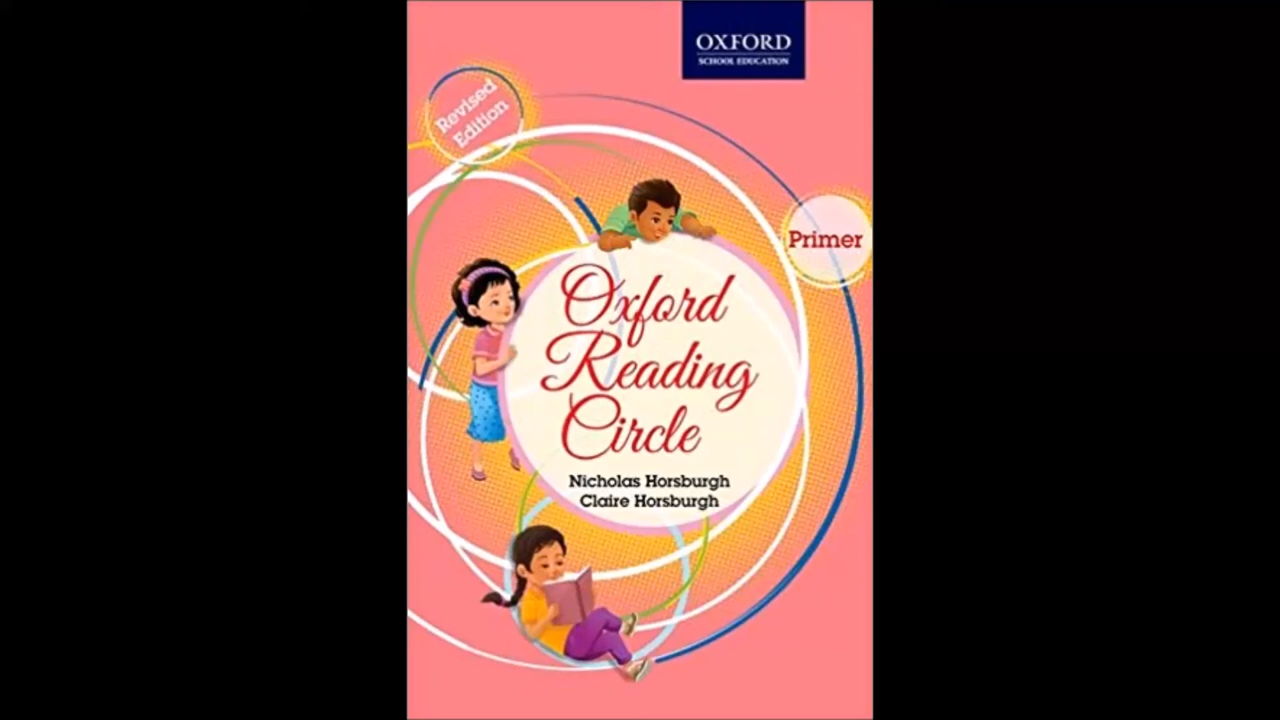 OXFORD
SCHOOL EDUCATION
Revised
Edition
Primer
Oxford
Reading
Circle
Nicholas Horsburgh
Claire Horsburgh